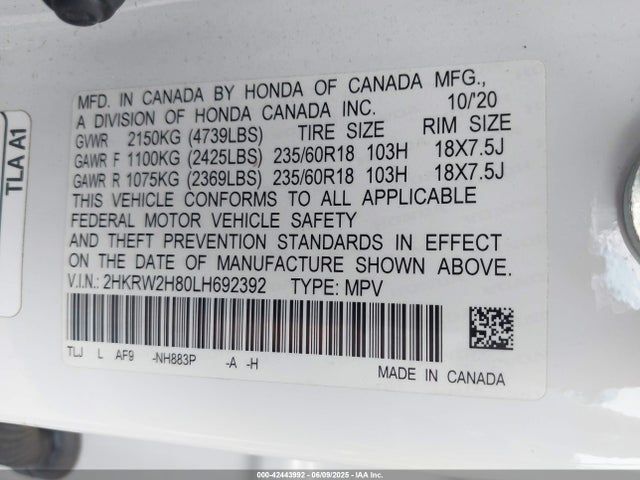 MFD. IN CANADA BY HONDA OF CANADA MFG.,
A DIVISION OF HONDA CANADA INC. 10/'20
GVWR 2150KG (4739LBS) TIRE SIZE RIM SIZE
GAWR F 1100KG (2425LBS) 235/60R18 103H 18X7.5J
GAWR R 1075KG (2369LBS) 235/60R18 103H 18X7.5J
THIS VEHICLE CONFORMS TO ALL APPLICABLE
FEDERAL MOTOR VEHICLE SAFETY
AND THEFT PREVENTION STANDARDS IN EFFECT
ON THE DATE OF MANUFACTURE SHOWN ABOVE.
V.I.N.: 2HKRW2H80LH692392 TYPE: MPV
TLJ L AF9 -NH883P -A -H
MADE IN CANADA
TLA A1
000-42443992 - 06/09/2025 - IAA Inc.